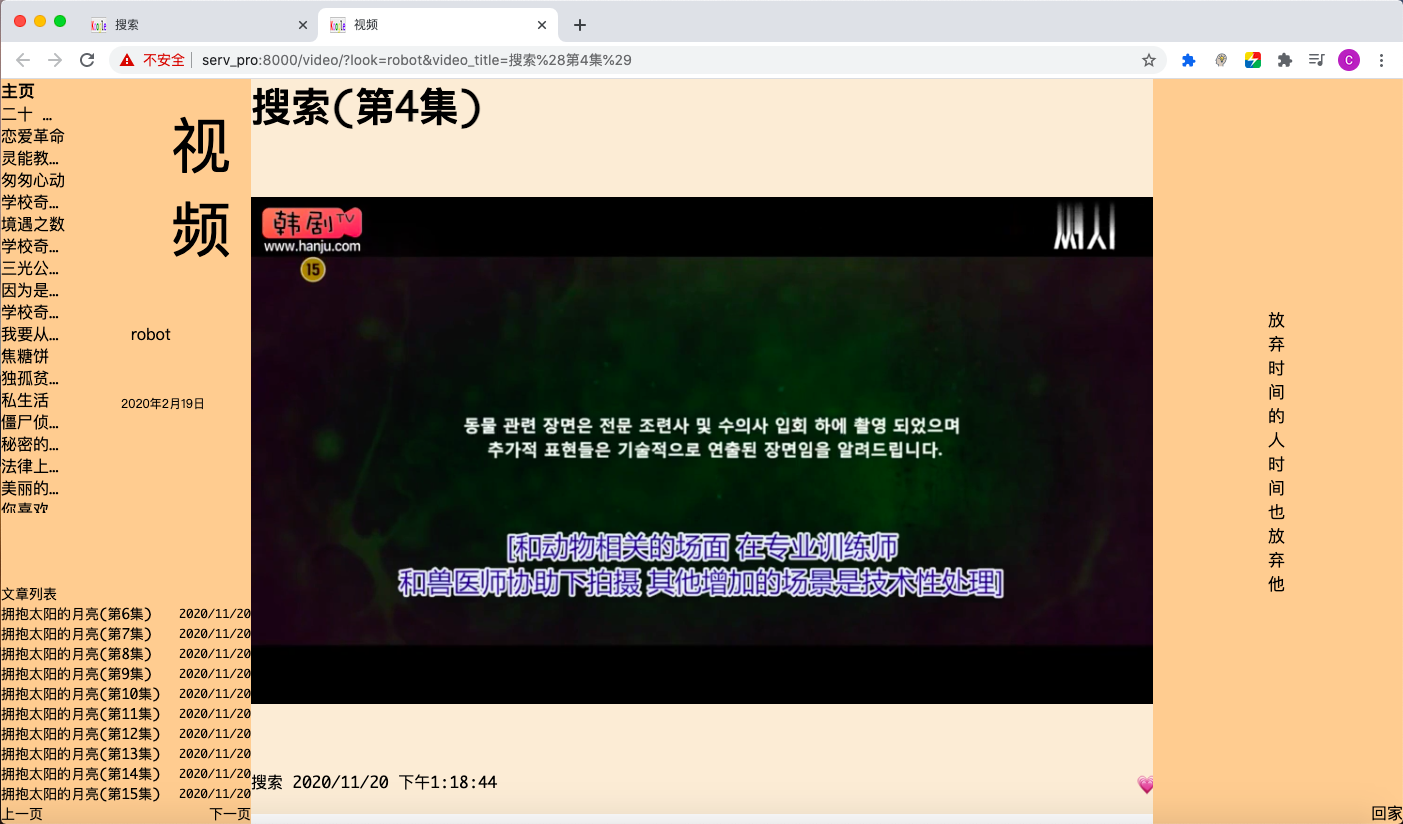 搜索
视频
不安全
serv_pro:8000/video/?look=robot&video_title=搜索%28第4集%29
C
主页
二十 …
恋爱革命
灵能教…
匆匆心动
学校奇…
境遇之数
学校奇…
三光公…
因为是…
学校奇…
我要从…
焦糖饼
独孤贫…
私生活
僵尸侦…
秘密的…
法律上…
美丽的…
你喜欢
视
频
robot
2020年2月19日
文章列表
拥抱太阳的月亮(第6集) 2020/11/20
拥抱太阳的月亮(第7集) 2020/11/20
拥抱太阳的月亮(第8集) 2020/11/20
拥抱太阳的月亮(第9集) 2020/11/20
拥抱太阳的月亮(第10集) 2020/11/20
拥抱太阳的月亮(第11集) 2020/11/20
拥抱太阳的月亮(第12集) 2020/11/20
拥抱太阳的月亮(第13集) 2020/11/20
拥抱太阳的月亮(第14集) 2020/11/20
拥抱太阳的月亮(第15集) 2020/11/20
上一页 下一页
搜索(第4集)
韩剧TV
www.hanju.com
15
써치
동물 관련 장면은 전문 조련사 및 수의사 입회 하에 촬영 되었으며
추가적 표현들은 기술적으로 연출된 장면임을 알려드립니다.
[和动物相关的场面 在专业训练师
和兽医师协助下拍摄 其他增加的场景是技术性处理]
搜索 2020/11/20 下午1:18:44
放
弃
时
间
的
人
时
间
也
放
弃
他
回家